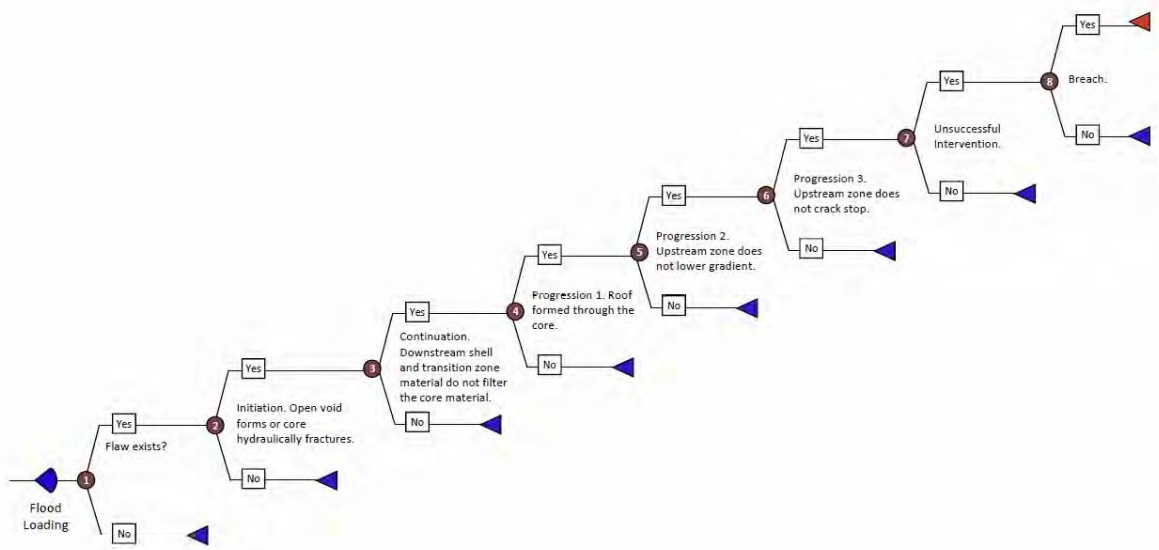 Yes
8
Breach.
No
Yes
7
Unsuccessful
Intervention.
No
Yes
6
Progression 3.
Upstream zone does
not crack stop.
No
Yes
5
Progression 2.
Upstream zone does
not lower gradient.
No
Yes
4
Progression 1. Roof
formed through the
core.
No
Yes
3
Continuation.
Downstream shell
and transition zone
material do not filter
the core material.
No
Yes
2
Initiation. Open void
forms or core
hydraulically fractures.
No
Yes
Flaw exists?
1
Flood
Loading
No